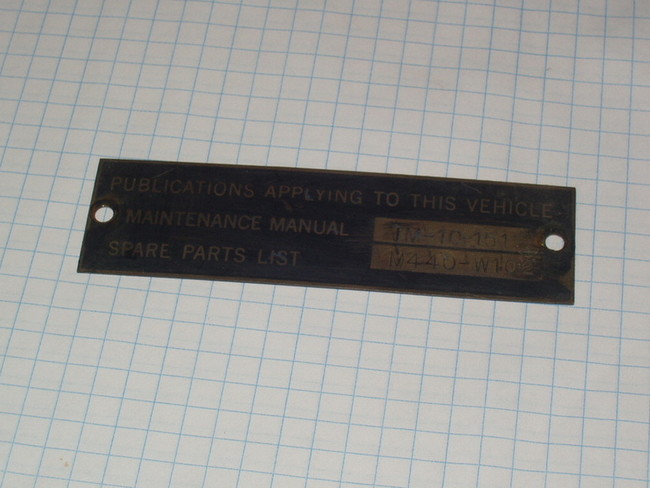 PUBLICATIONS APPLYING TO THIS VEHICLE
MAINTENANCE MANUAL
SPARE PARTS LIST